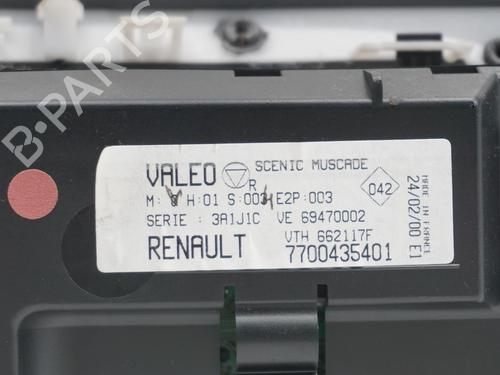 B-PARTS
VALEO R SCENIC MUSCADE
M: H:01 S:004 E2P:003
042
SERIE : 3A1J1C VE 69470002
VTH 662117F
RENAULT 7700435401
MADE IN FRANCE
24/02/00 E1